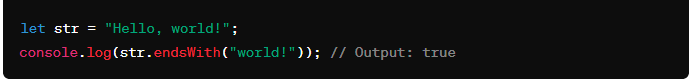 let str = "Hello, world!";
console.log(str.endsWith("world!")); // Output: true